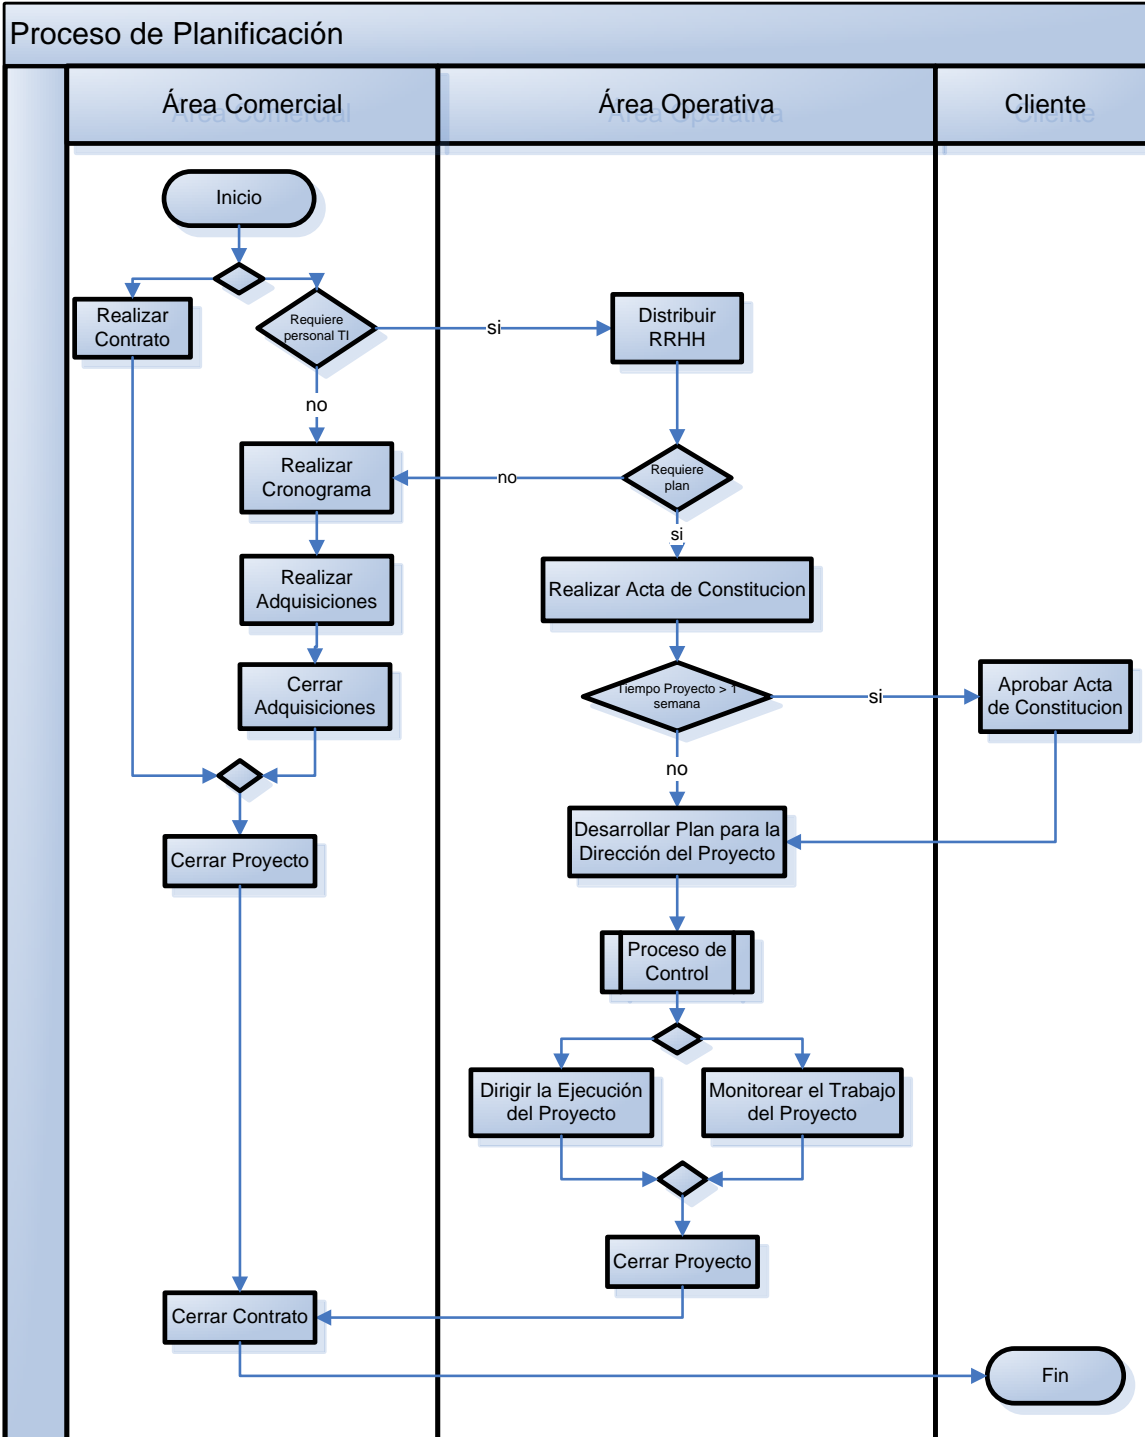 Proceso de Planificación
Área Comercial
Área Operativa
Cliente
Inicio
Realizar
Contrato
Requiere
personal TI
si
Distribuir
RRHH
no
Realizar
Cronograma
no
Requiere
plan
si
Realizar
Adquisiciones
Realizar Acta de Constitucion
Cerrar
Adquisiciones
Tiempo Proyecto > 1
semana
si
Aprobar Acta
de Constitucion
no
Desarrollar Plan para la
Dirección del Proyecto
Cerrar Proyecto
Proceso de
Control
Dirigir la Ejecución
del Proyecto
Monitorear el Trabajo
del Proyecto
Cerrar Proyecto
Cerrar Contrato
Fin